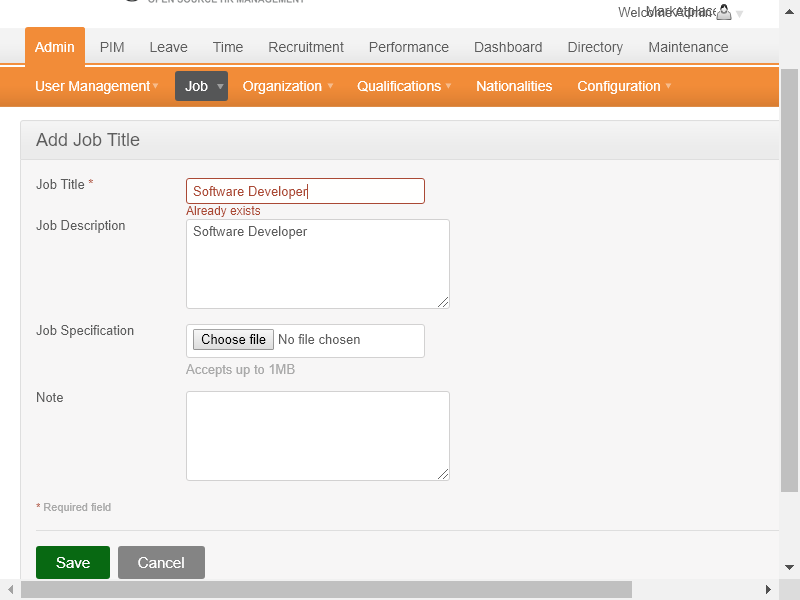 OPEN SOURCE HR MANAGEMENT
Welcome Admin
Marketplace
Admin PIM Leave Time Recruitment Performance Dashboard Directory Maintenance
User Management Job Organization Qualifications Nationalities Configuration
Add Job Title
Job Title *
Software Developer
Already exists
Job Description
Software Developer
Job Specification
Choose file No file chosen
Accepts up to 1MB
Note
* Required field
Save Cancel